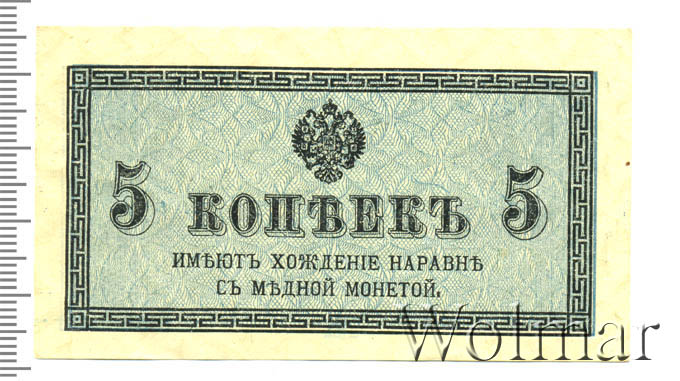 5 КОПѢЕКЪ 5
ИМѢЮТЪ ХОЖДЕНІЕ НАРАВНѢ
СЪ МѢДНОЙ МОНЕТОЙ.
Wolmar